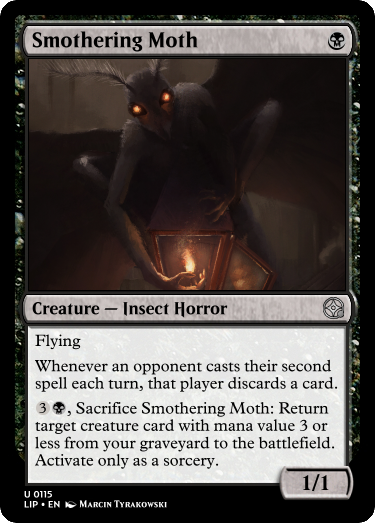 Smothering Moth
Creature — Insect Horror
Flying
Whenever an opponent casts their second
spell each turn, that player discards a card.
3 , Sacrifice Smothering Moth: Return
target creature card with mana value 3 or
less from your graveyard to the battlefield.
Activate only as a sorcery.
1/1
U 0115
LIP • EN Marcin Tyrakowski